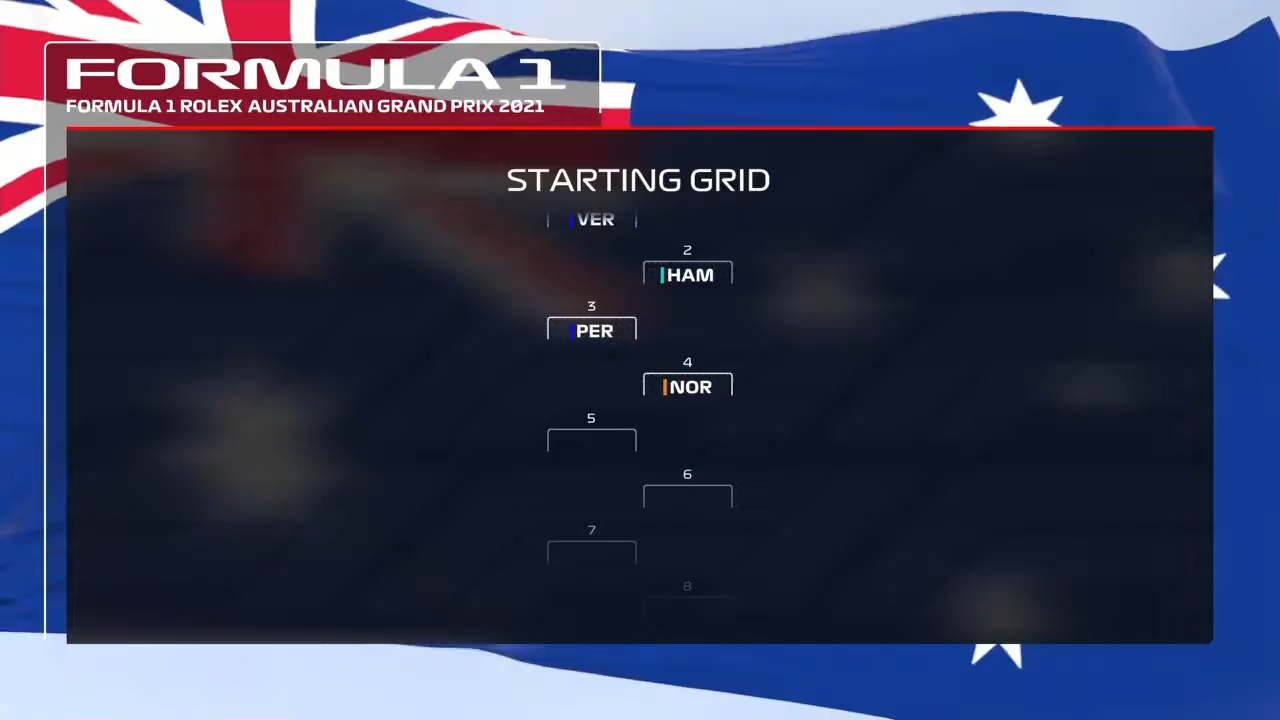 FORMULA 1
FORMULA 1 ROLEX AUSTRALIAN GRAND PRIX 2021
STARTING GRID
VER
2
HAM
3
PER
4
NOR
5
6
7
8